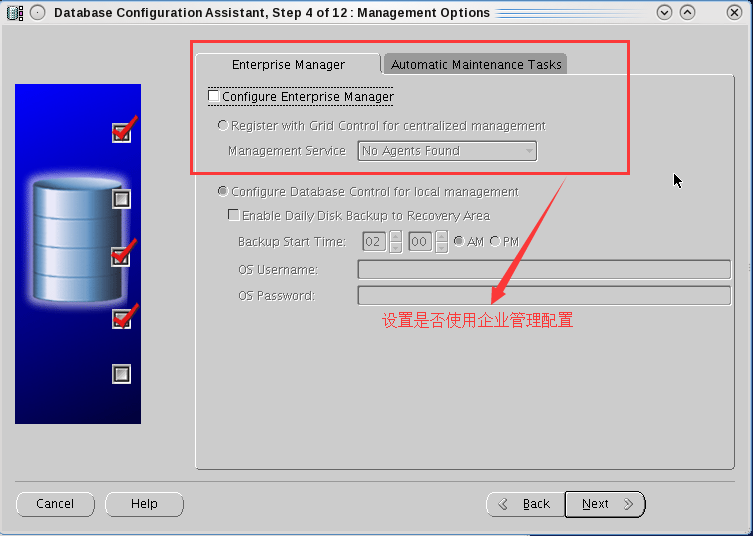 Database Configuration Assistant, Step 4 of 12 : Management Options
Enterprise Manager
Automatic Maintenance Tasks
Configure Enterprise Manager
Register with Grid Control for centralized management
Management Service
No Agents Found
Configure Database Control for local management
Enable Daily Disk Backup to Recovery Area
Backup Start Time: 02 00 AM PM
OS Username:
OS Password:
设置是否使用企业管理配置
Cancel
Help
Back
Next